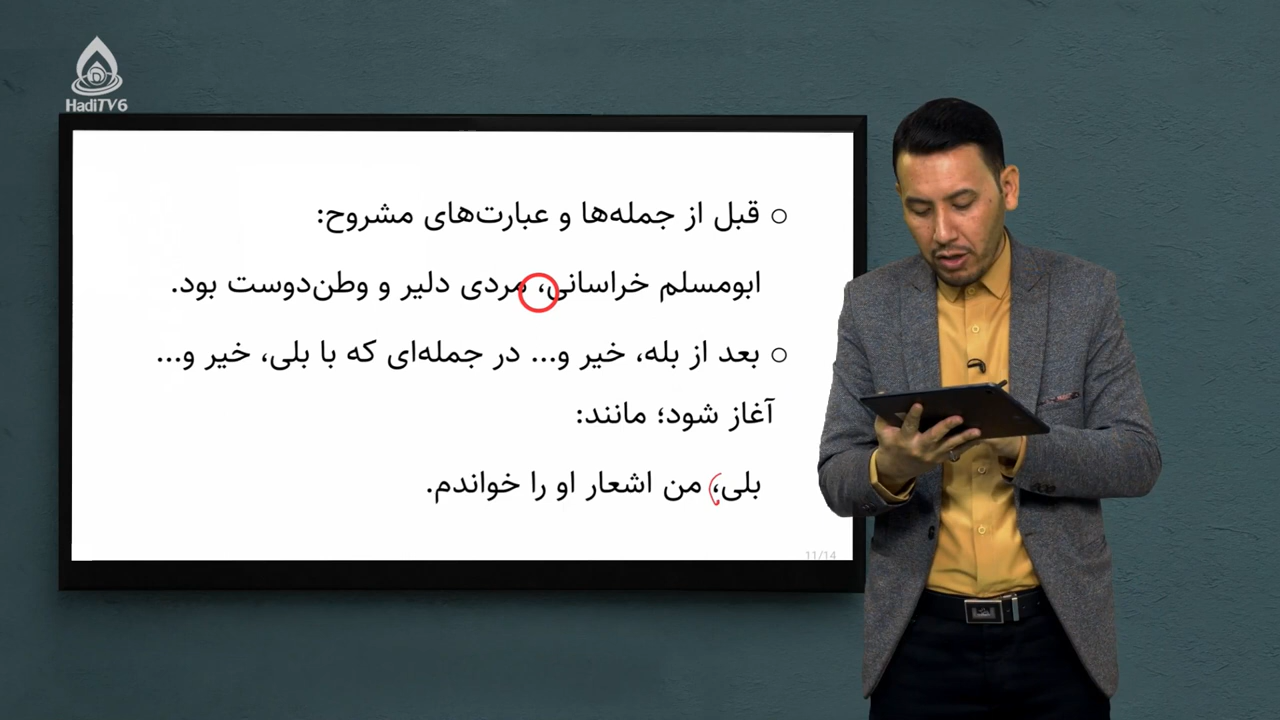 HadiTV6
○ قبل از جمله‌ها و عبارت‌های مشروح:
ابومسلم خراسانی، مردی دلیر و وطن‌دوست بود.
○ بعد از بله، خیر و... در جمله‌ای که با بلی، خیر و...
آغاز شود؛ مانند:
بلی، من اشعار او را خواندم.
11/14